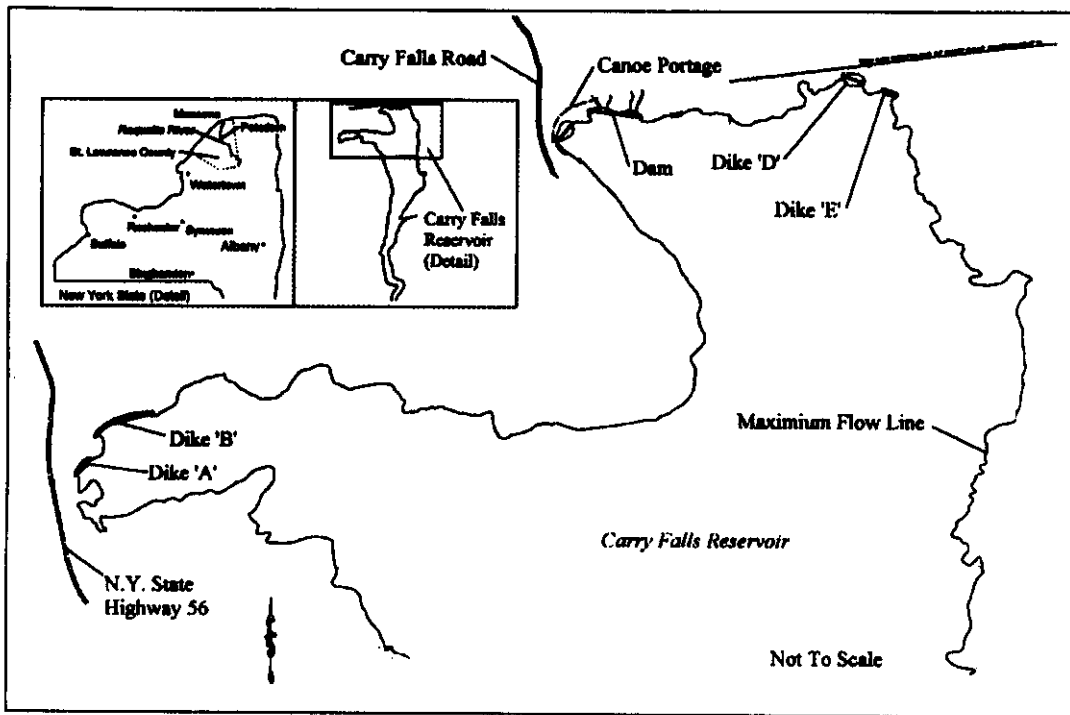 Carry Falls Road
Canoe Portage
Dam
Dike 'D'
Dike 'E'
Massena
Raquette River
Potsdam
St. Lawrence County
Watertown
Rochester
Syracuse
Buffalo
Albany
Binghamton
New York State (Detail)
Carry Falls
Reservoir
(Detail)
Dike 'B'
Dike 'A'
Maximium Flow Line
Carry Falls Reservoir
N.Y. State
Highway 56
Not To Scale